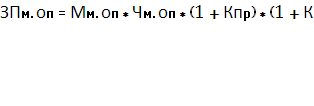 ЗПм.оп = Мм.оп * Чм.оп * (1 + Кпр) * (1 + К